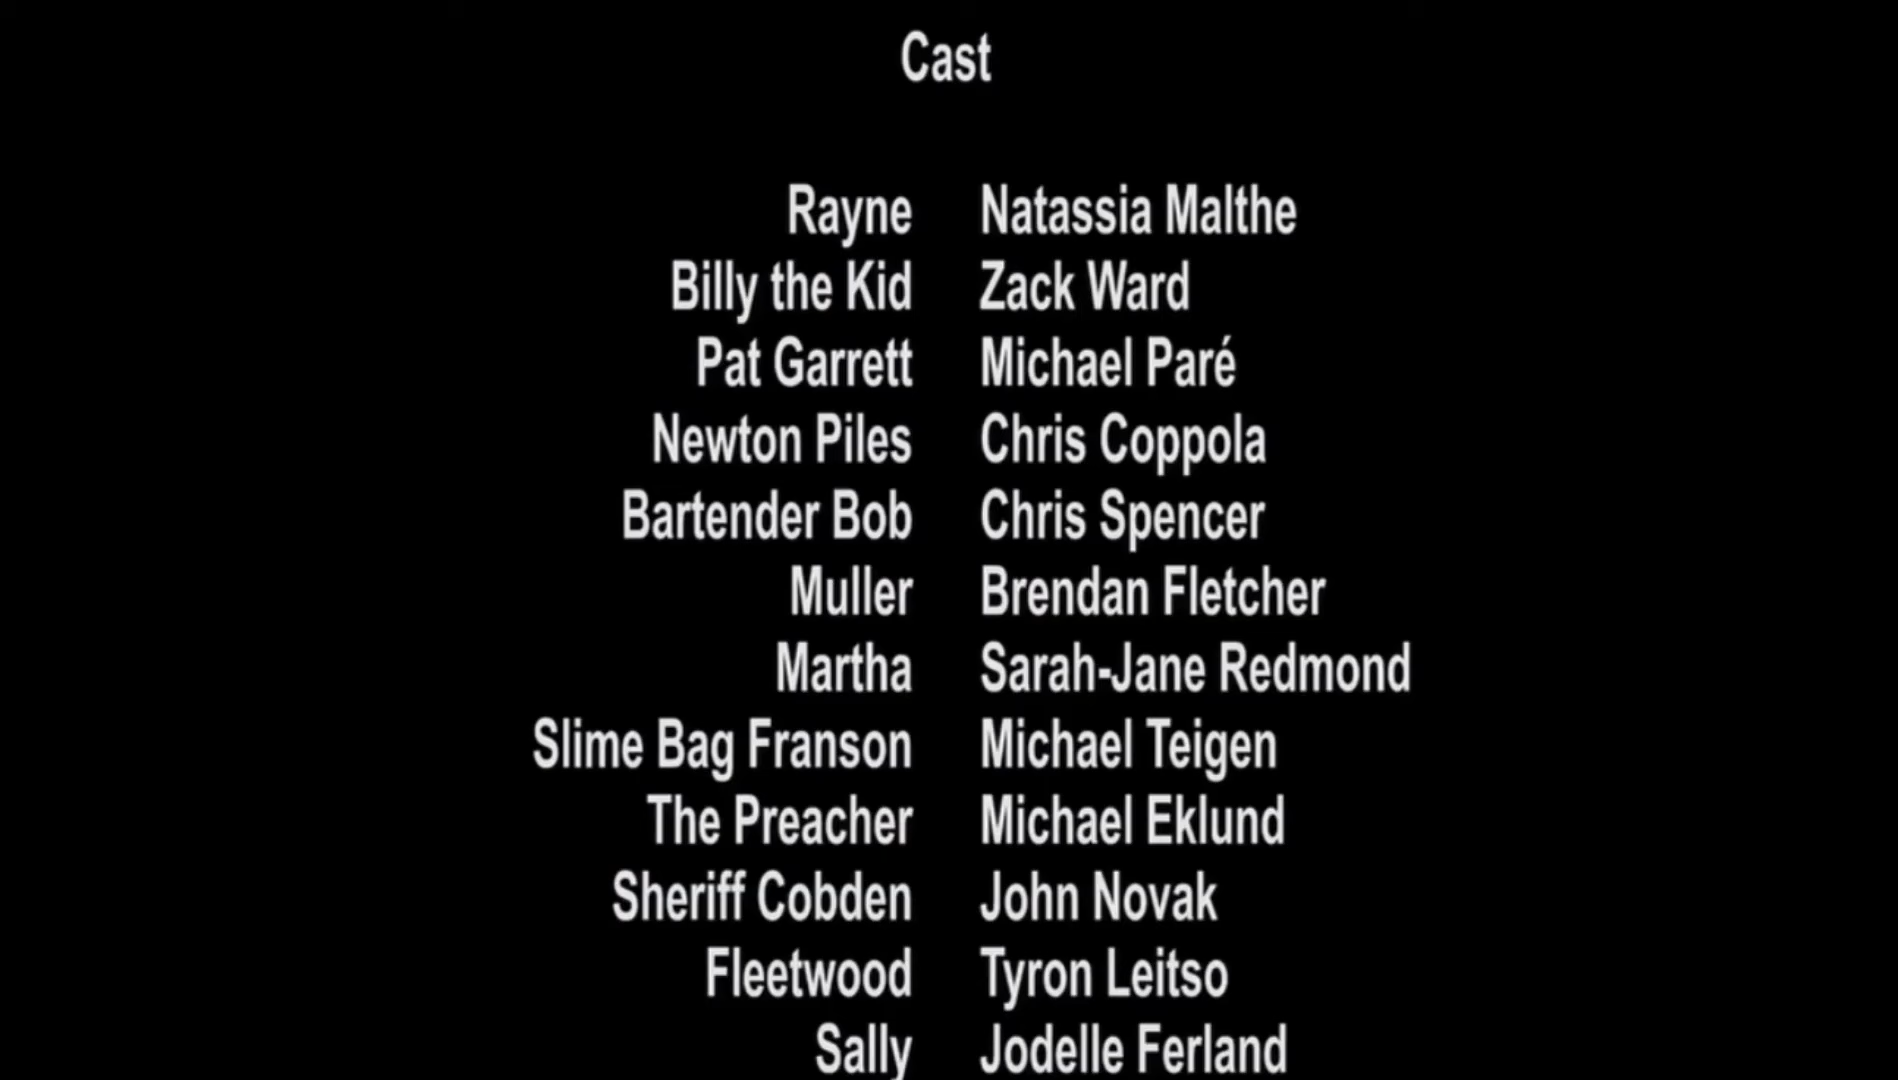 Cast
Rayne Natassia Malthe
Billy the Kid Zack Ward
Pat Garrett Michael Paré
Newton Piles Chris Coppola
Bartender Bob Chris Spencer
Muller Brendan Fletcher
Martha Sarah-Jane Redmond
Slime Bag Franson Michael Teigen
The Preacher Michael Eklund
Sheriff Cobden John Novak
Fleetwood Tyron Leitso
Sally Jodelle Ferland